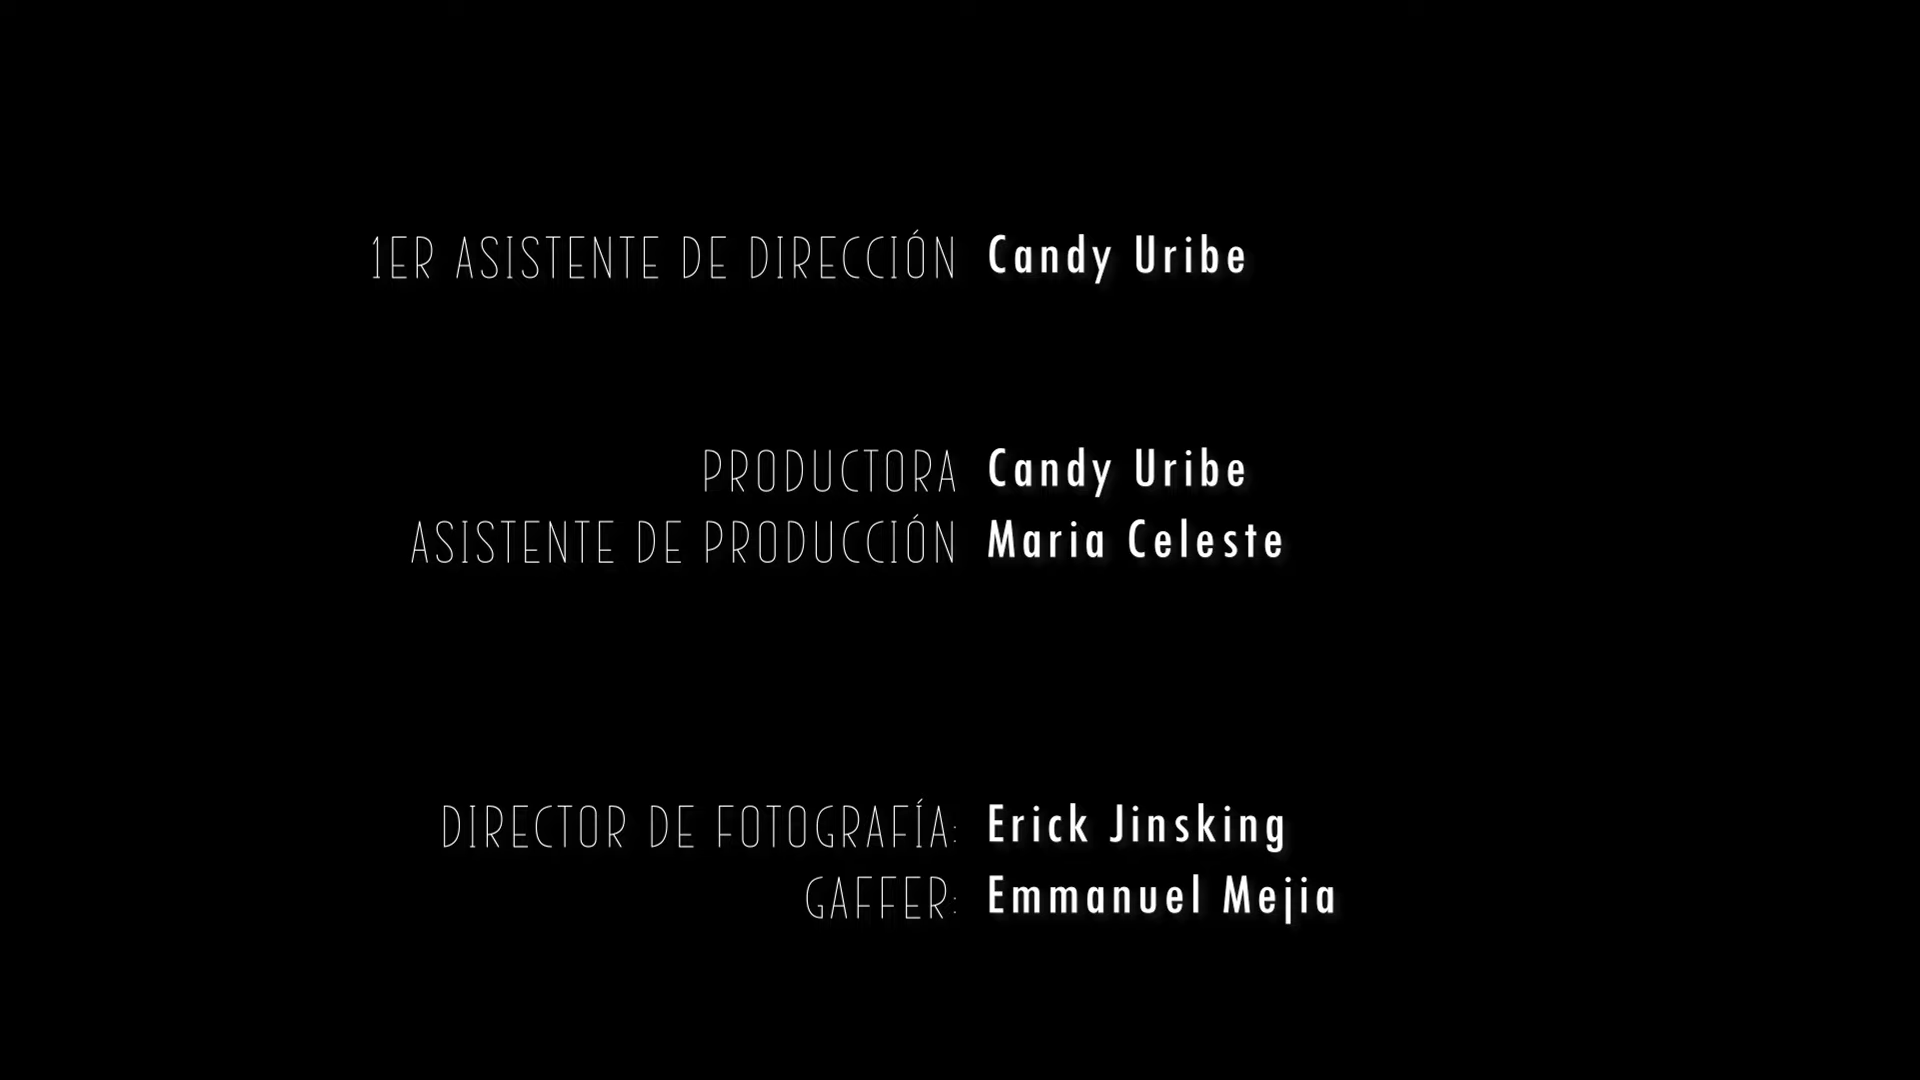 1ER ASISTENTE DE DIRECCIÓN Candy Uribe
PRODUCTORA Candy Uribe
ASISTENTE DE PRODUCCIÓN Maria Celeste
DIRECTOR DE FOTOGRAFÍA: Erick Jinsking
GAFFER: Emmanuel Mejia